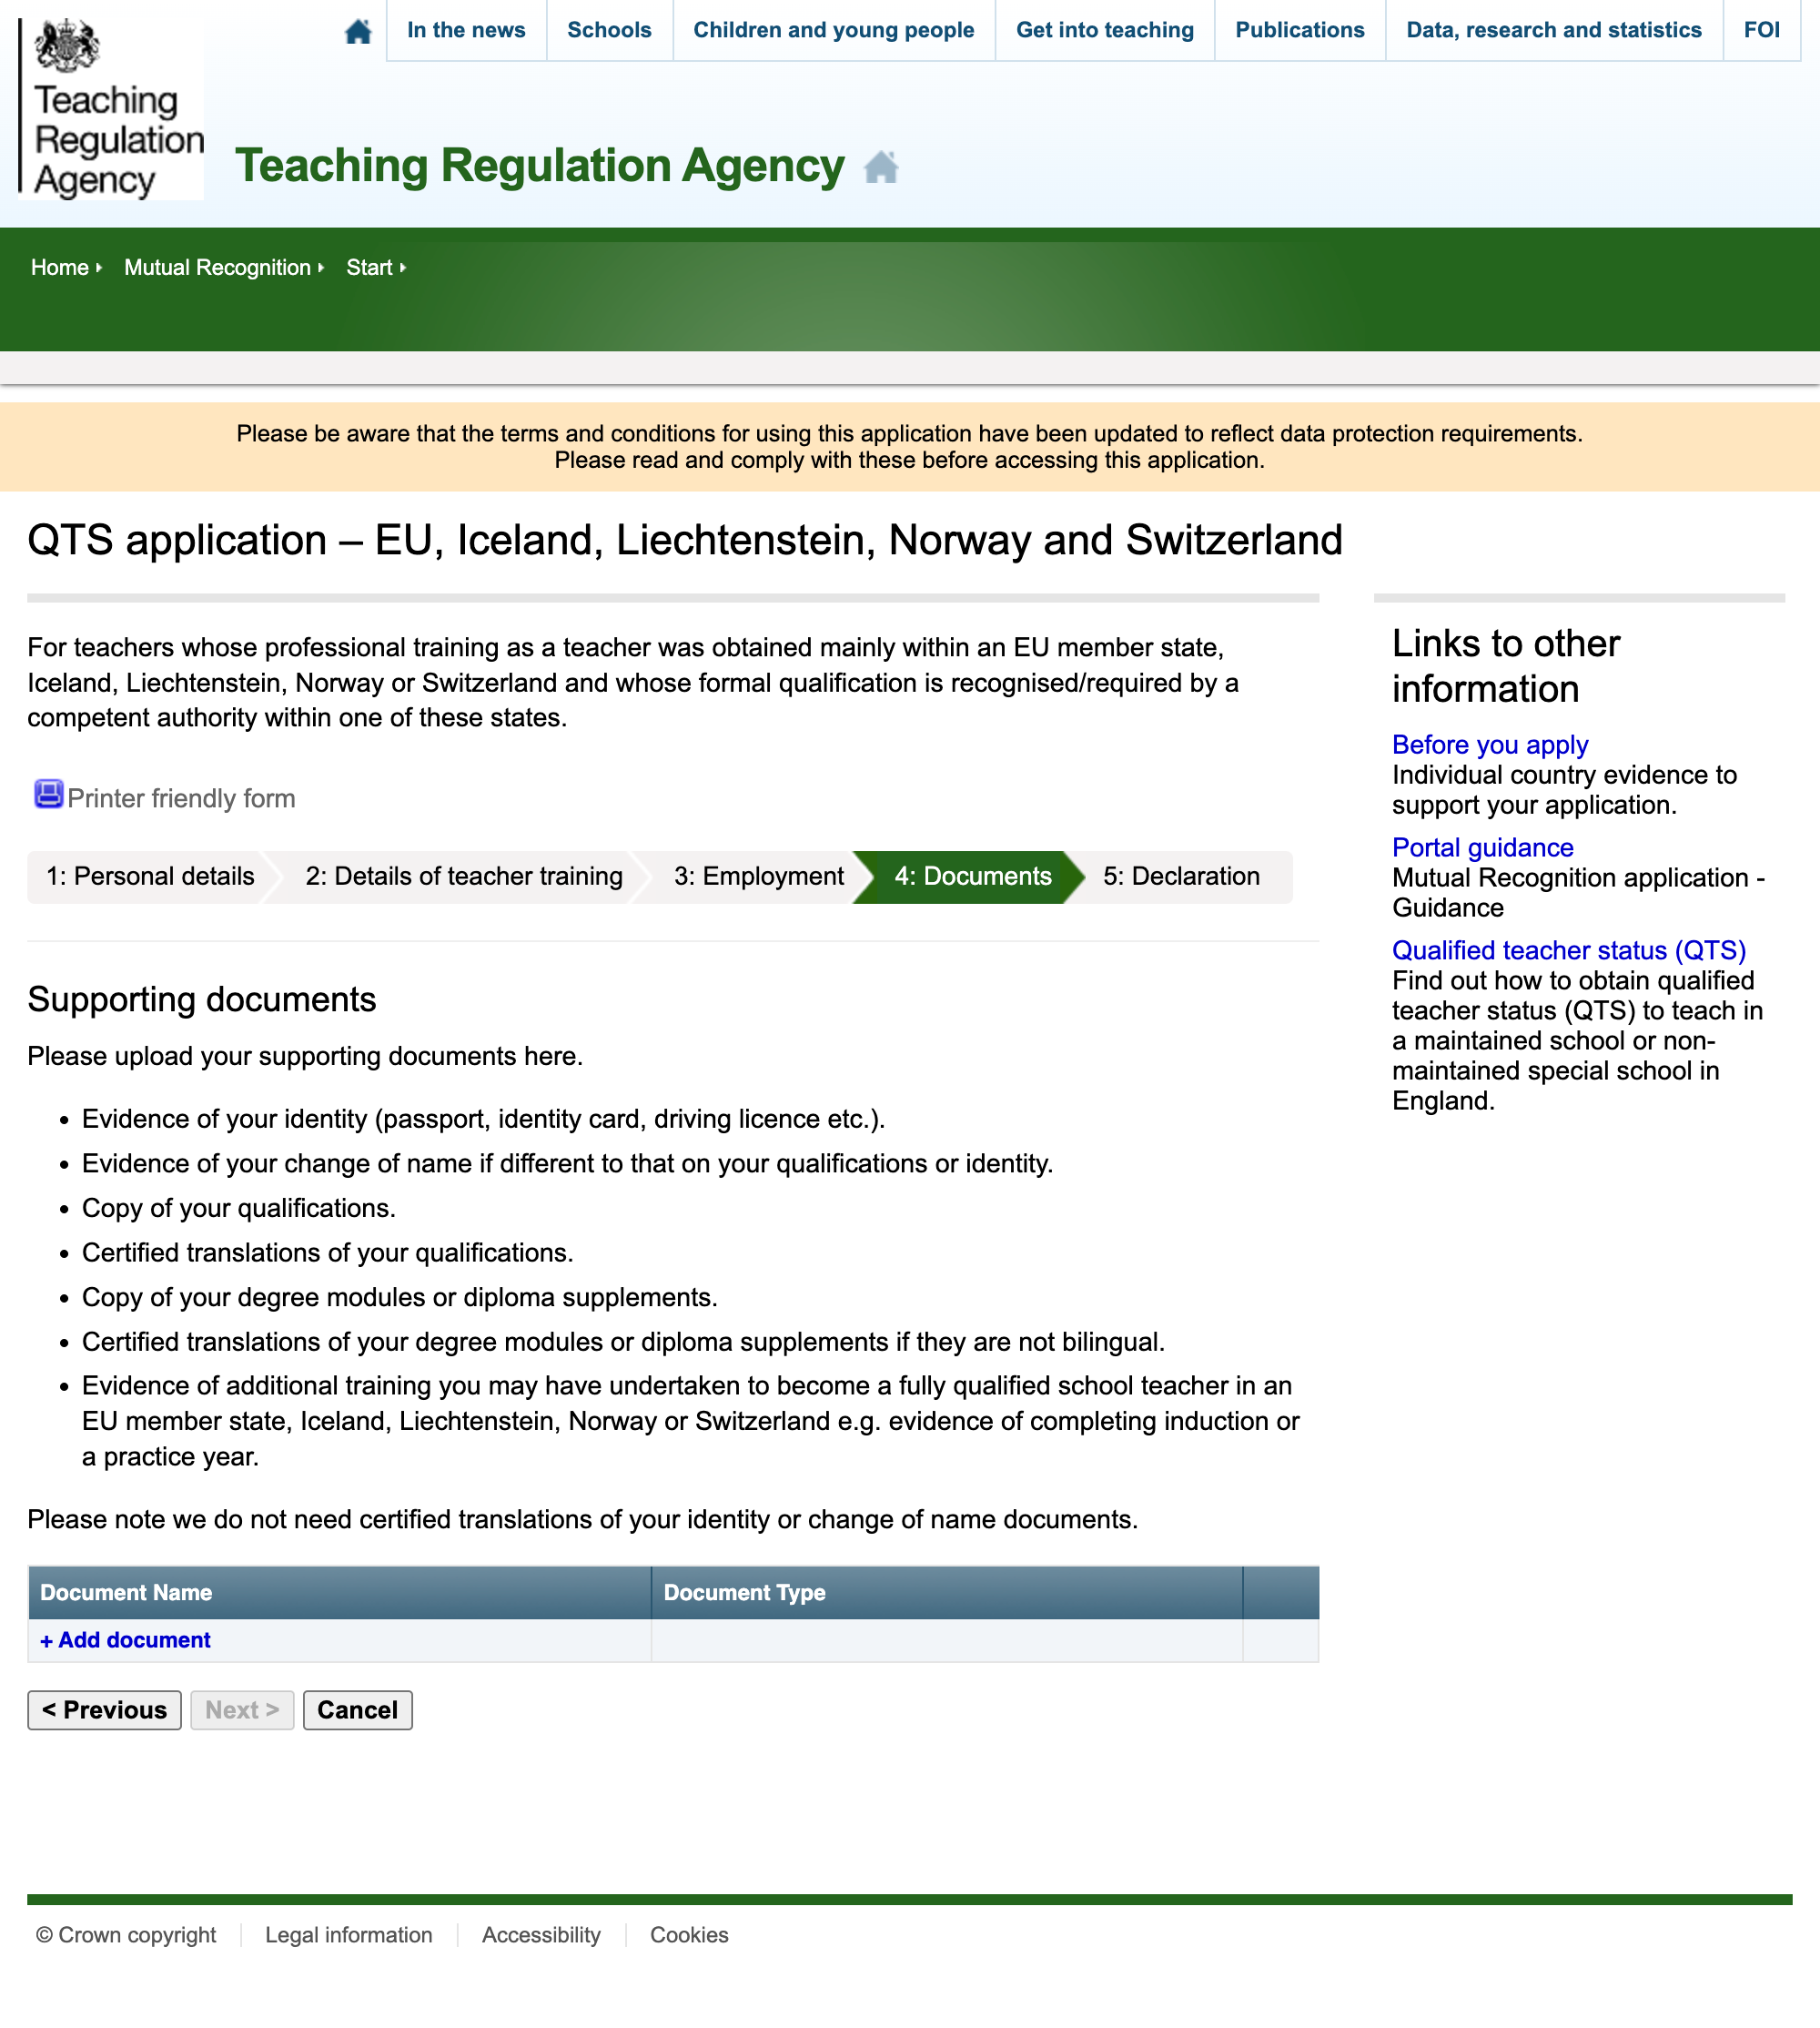 Teaching
Regulation
Agency
In the news
Schools
Children and young people
Get into teaching
Publications
Data, research and statistics
FOI
Teaching Regulation Agency
Home
Mutual Recognition
Start
Please be aware that the terms and conditions for using this application have been updated to reflect data protection requirements.
Please read and comply with these before accessing this application.
QTS application – EU, Iceland, Liechtenstein, Norway and Switzerland
For teachers whose professional training as a teacher was obtained mainly within an EU member state,
Iceland, Liechtenstein, Norway or Switzerland and whose formal qualification is recognised/required by a
competent authority within one of these states.
Printer friendly form
1: Personal details
2: Details of teacher training
3: Employment
4: Documents
5: Declaration
Supporting documents
Please upload your supporting documents here.
• Evidence of your identity (passport, identity card, driving licence etc.).
• Evidence of your change of name if different to that on your qualifications or identity.
• Copy of your qualifications.
• Certified translations of your qualifications.
• Copy of your degree modules or diploma supplements.
• Certified translations of your degree modules or diploma supplements if they are not bilingual.
• Evidence of additional training you may have undertaken to become a fully qualified school teacher in an
EU member state, Iceland, Liechtenstein, Norway or Switzerland e.g. evidence of completing induction or
a practice year.
Please note we do not need certified translations of your identity or change of name documents.
Document Name
Document Type
+ Add document
< Previous
Next >
Cancel
Links to other
information
Before you apply
Individual country evidence to
support your application.
Portal guidance
Mutual Recognition application -
Guidance
Qualified teacher status (QTS)
Find out how to obtain qualified
teacher status (QTS) to teach in
a maintained school or non-
maintained special school in
England.
© Crown copyright
Legal information
Accessibility
Cookies